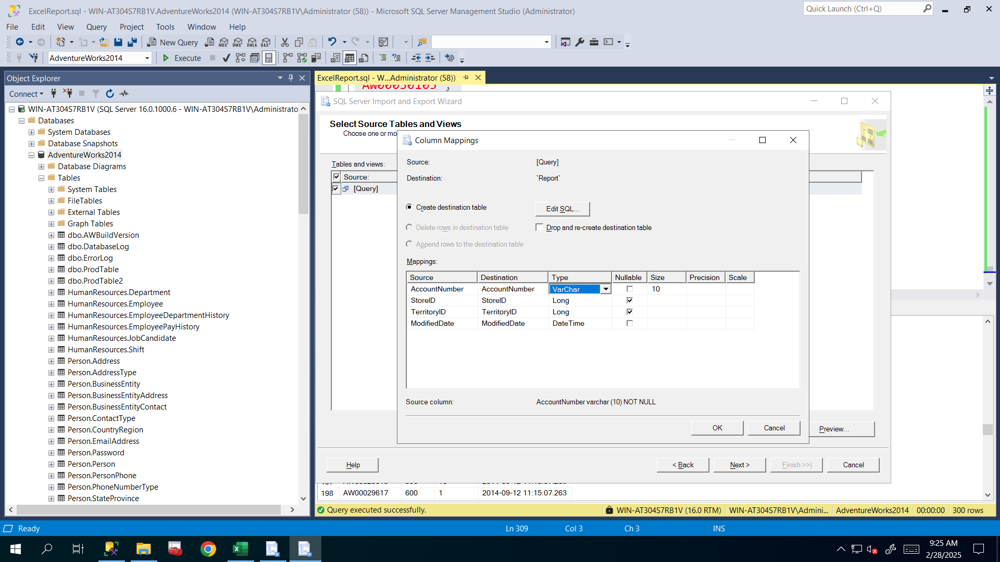 ExcelReport.sql - WIN-AT304S7RB1V.AdventureWorks2014 (WIN-AT304S7RB1V\Administrator (58)) - Microsoft SQL Server Management Studio (Administrator)
Quick Launch (Ctrl+Q)
File Edit View Query Project Tools Window Help
New Query
AdventureWorks2014
Execute
Object Explorer
ExcelReport.sql - W...Administrator (58))
Connect
AW00030105 ,
WIN-AT304S7RB1V (SQL Server 16.0.1000.6 - WIN-AT304S7RB1V\Administrato
Databases
System Databases
Database Snapshots
AdventureWorks2014
Database Diagrams
Tables
System Tables
FileTables
External Tables
Graph Tables
dbo.AWBuildVersion
dbo.DatabaseLog
dbo.ErrorLog
dbo.ProdTable
dbo.ProdTable2
HumanResources.Department
HumanResources.Employee
HumanResources.EmployeeDepartmentHistory
HumanResources.EmployeePayHistory
HumanResources.JobCandidate
HumanResources.Shift
Person.Address
Person.AddressType
Person.BusinessEntity
Person.BusinessEntityAddress
Person.BusinessEntityContact
Person.ContactType
Person.CountryRegion
Person.EmailAddress
Person.Password
Person.Person
Person.PersonPhone
Person.PhoneNumberType
Person.StateProvince
SQL Server Import and Export Wizard
Select Source Tables and Views
Choose one or mo
Tables and views:
Source:
[Query]
Column Mappings
Source: [Query]
Destination: `Report`
Create destination table
Edit SQL...
Delete rows in destination table
Drop and re-create destination table
Append rows to the destination table
Mappings:
Source Destination Type Nullable Size Precision Scale
AccountNumber AccountNumber VarChar 10
StoreID StoreID Long
TerritoryID TerritoryID Long
ModifiedDate ModifiedDate DateTime
Source column: AccountNumber varchar (10) NOT NULL
OK Cancel
Preview...
Help < Back Next > Finish >>| Cancel
198 AW00029617 600 1 2014-09-12 11:15:07.263
Query executed successfully.
WIN-AT304S7RB1V (16.0 RTM) WIN-AT304S7RB1V\Admini... AdventureWorks2014 00:00:00 300 rows
Ready Ln 309 Col 3 Ch 3 INS
9:25 AM
2/28/2025